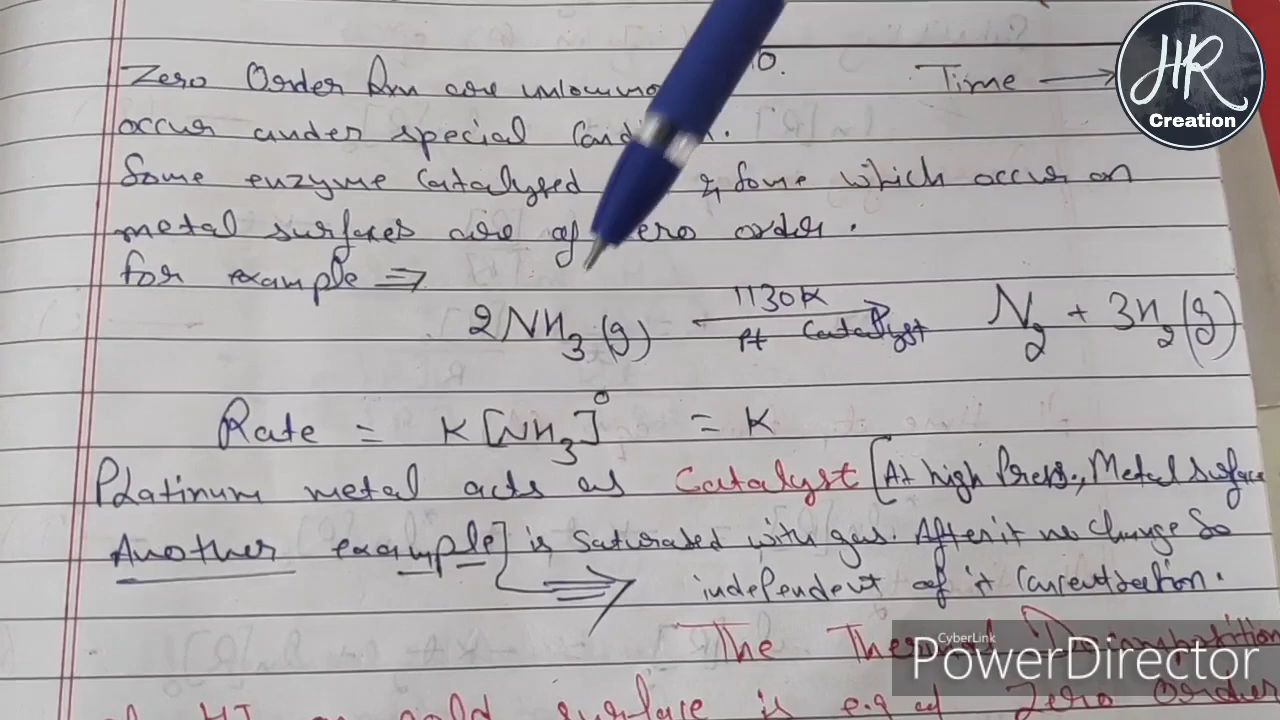 Zero Order Rxn are
Time →
occur under special
Some enzyme Catalysed & Some which occur on
metal surfaces are of zero order.
for example ⇒
2NH3(g) 1130K Pt Catalyst → N2 + 3H2(g)
Rate = K[NH3]⁰ = K
Platinum metal acts as Catalyst [At high Press., Metal surface
Another example] is saturated with gas. After it no change So
independent of it Concentration.
The Thermal Decomposition
of HI on gold surface is e.g of Zero Order
HR
Creation
CyberLink
PowerDirector